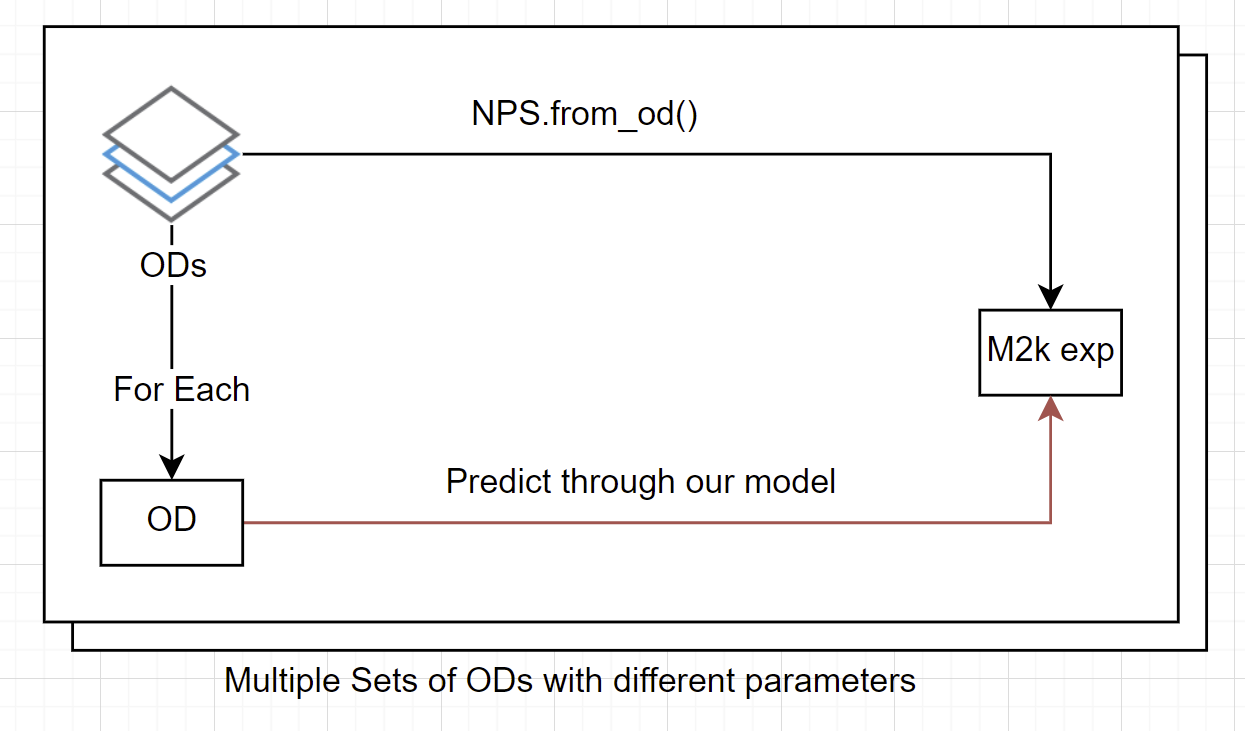 NPS.from_od()
ODs
For Each
M2k exp
Predict through our model
OD
Multiple Sets of ODs with different parameters